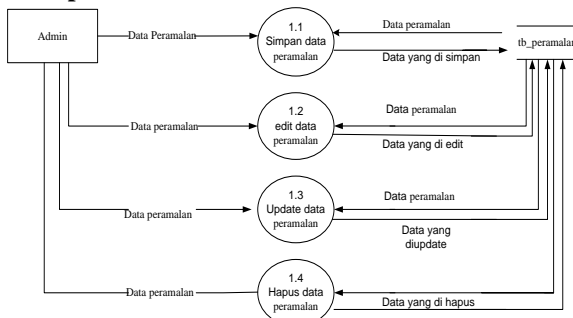 Admin
Data Peramalan
1.1
Simpan data
peramalan
Data peramalan
Data yang di simpan
tb_peramalan
Data peramalan
1.2
edit data
peramalan
Data peramalan
Data yang di edit
Data peramalan
1.3
Update data
peramalan
Data peramalan
Data yang
diupdate
Data peramalan
1.4
Hapus data
peramalan
Data yang di hapus